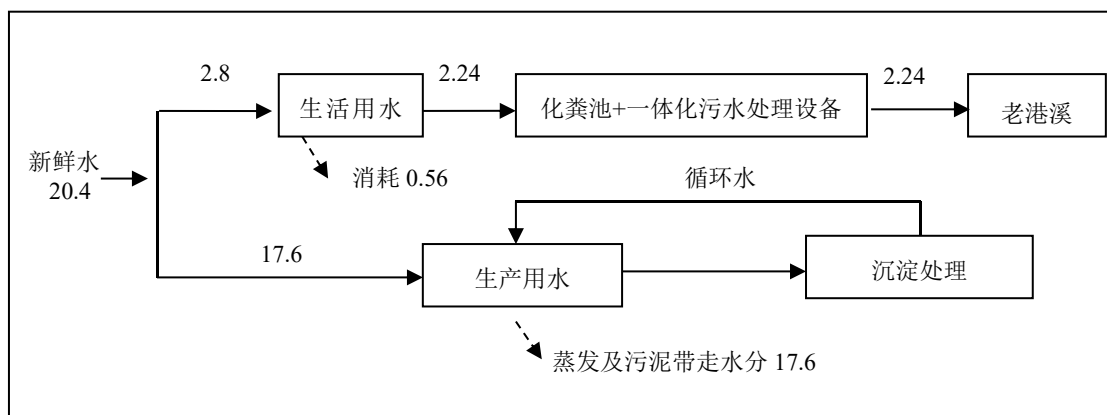 2.8
2.24
2.24
生活用水
化粪池+一体化污水处理设备
老港溪
新鲜水
20.4
消耗 0.56
循环水
17.6
生产用水
沉淀处理
蒸发及污泥带走水分 17.6